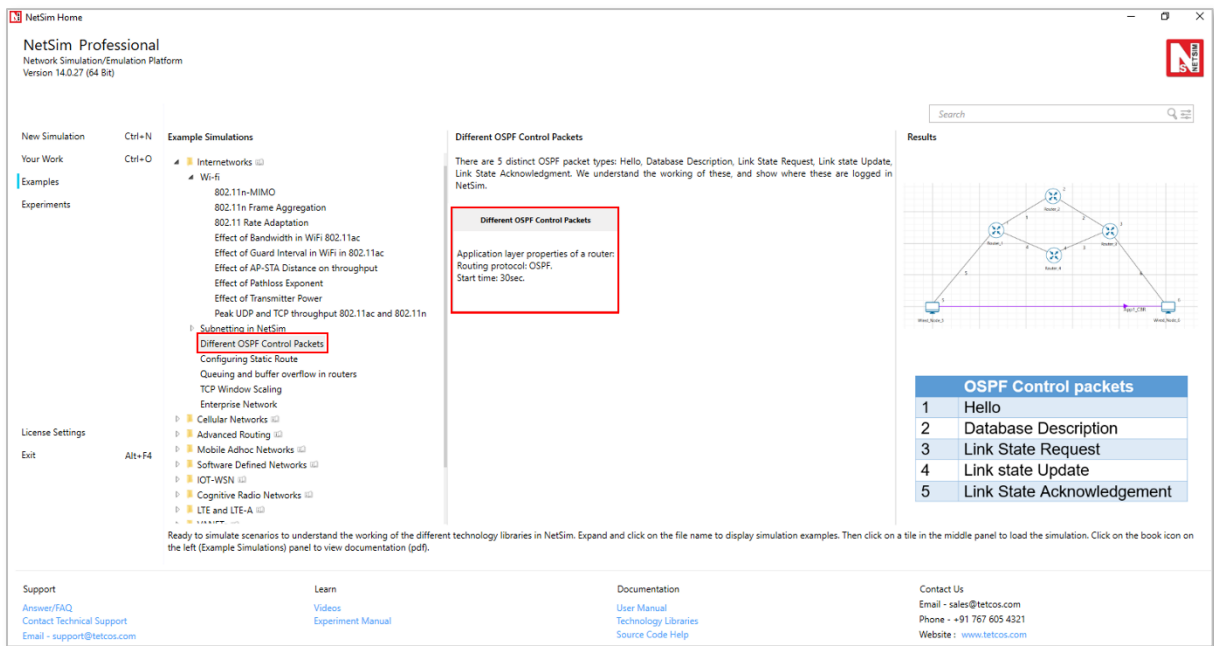 NetSim Home
NetSim Professional
Network Simulation/Emulation Platform
Version 14.0.27 (64 Bit)
NETSIM
Search
New Simulation Ctrl+N
Your Work Ctrl+O
Examples
Experiments
License Settings
Exit Alt+F4
Example Simulations
Internetworks
Wi-fi
802.11n-MIMO
802.11n Frame Aggregation
802.11 Rate Adaptation
Effect of Bandwidth in WiFi 802.11ac
Effect of Guard Interval in WiFi in 802.11ac
Effect of AP-STA Distance on throughput
Effect of Pathloss Exponent
Effect of Transmitter Power
Peak UDP and TCP throughput 802.11ac and 802.11n
Subnetting in NetSim
Different OSPF Control Packets
Configuring Static Route
Queuing and buffer overflow in routers
TCP Window Scaling
Enterprise Network
Cellular Networks
Advanced Routing
Mobile Adhoc Networks
Software Defined Networks
IOT-WSN
Cognitive Radio Networks
LTE and LTE-A
Different OSPF Control Packets
There are 5 distinct OSPF packet types: Hello, Database Description, Link State Request, Link state Update,
Link State Acknowledgment. We understand the working of these, and show where these are logged in
NetSim.
Different OSPF Control Packets
Application layer properties of a router:
Routing protocol: OSPF.
Start time: 30sec.
Results
Router_2
Router_1
Router_3
Router_4
App1_CBR
Wired_Node_5
Wired_Node_6
OSPF Control packets
1 Hello
2 Database Description
3 Link State Request
4 Link state Update
5 Link State Acknowledgement
Ready to simulate scenarios to understand the working of the different technology libraries in NetSim. Expand and click on the file name to display simulation examples. Then click on a tile in the middle panel to load the simulation. Click on the book icon on
the left (Example Simulations) panel to view documentation (pdf).
Support
Answer/FAQ
Contact Technical Support
Email - support@tetcos.com
Learn
Videos
Experiment Manual
Documentation
User Manual
Technology Libraries
Source Code Help
Contact Us
Email - sales@tetcos.com
Phone - +91 767 605 4321
Website : www.tetcos.com